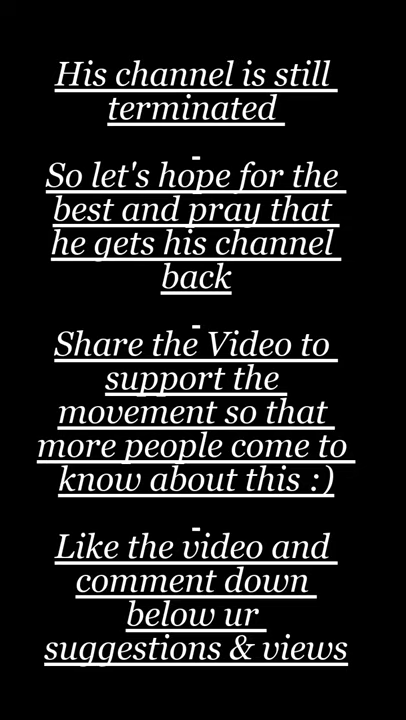 His channel is still
terminated
-
So let's hope for the
best and pray that
he gets his channel
back
-
Share the Video to
support the
movement so that
more people come to
know about this :)
-
Like the video and
comment down
below ur
suggestions & views